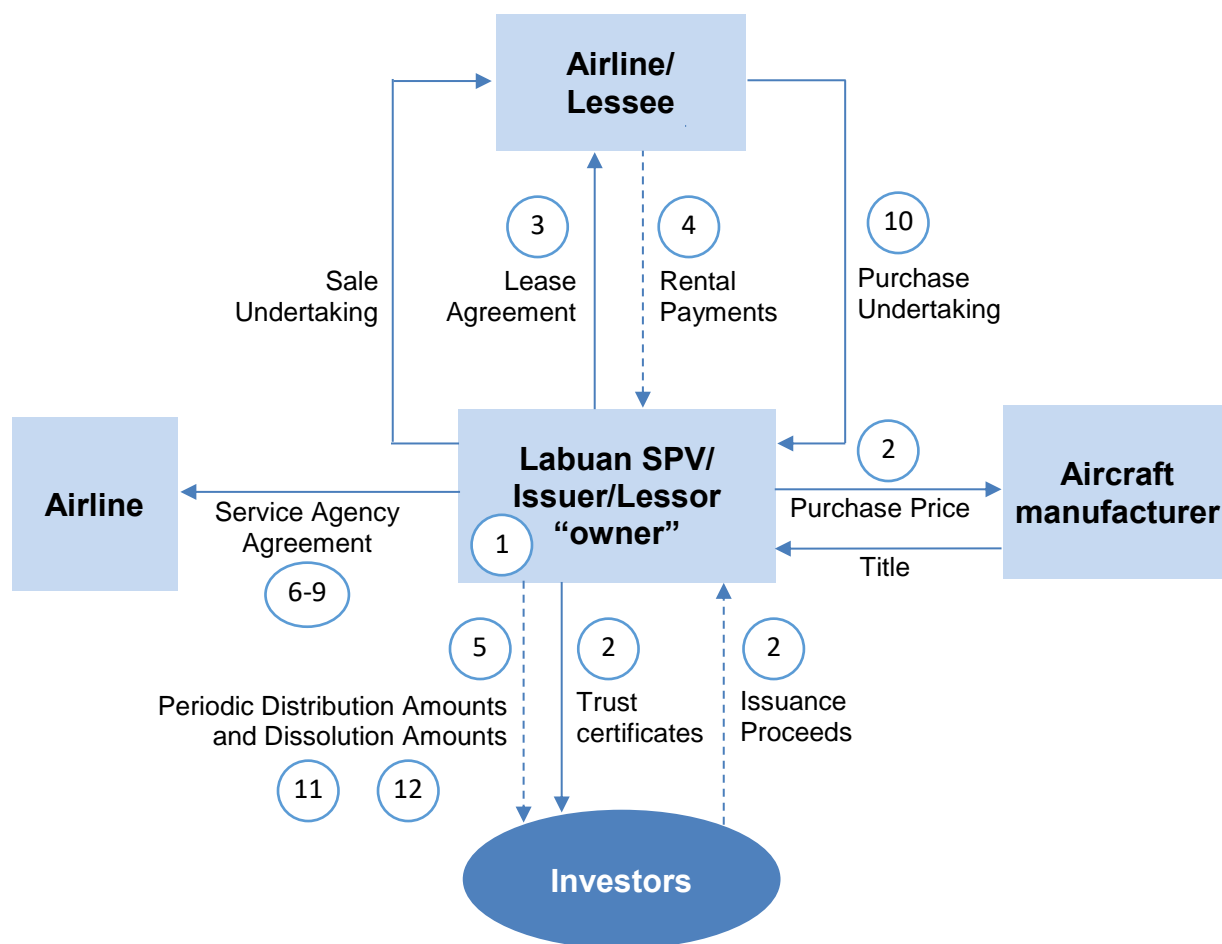 Airline/
Lessee
3
4
10
Sale
Undertaking
Lease
Agreement
Rental
Payments
Purchase
Undertaking
Airline
Service Agency
Agreement
6-9
Labuan SPV/
Issuer/Lessor
“owner”
1
2
Purchase Price
Title
Aircraft
manufacturer
5
2
2
Periodic Distribution Amounts
and Dissolution Amounts
Trust
certificates
Issuance
Proceeds
11
12
Investors